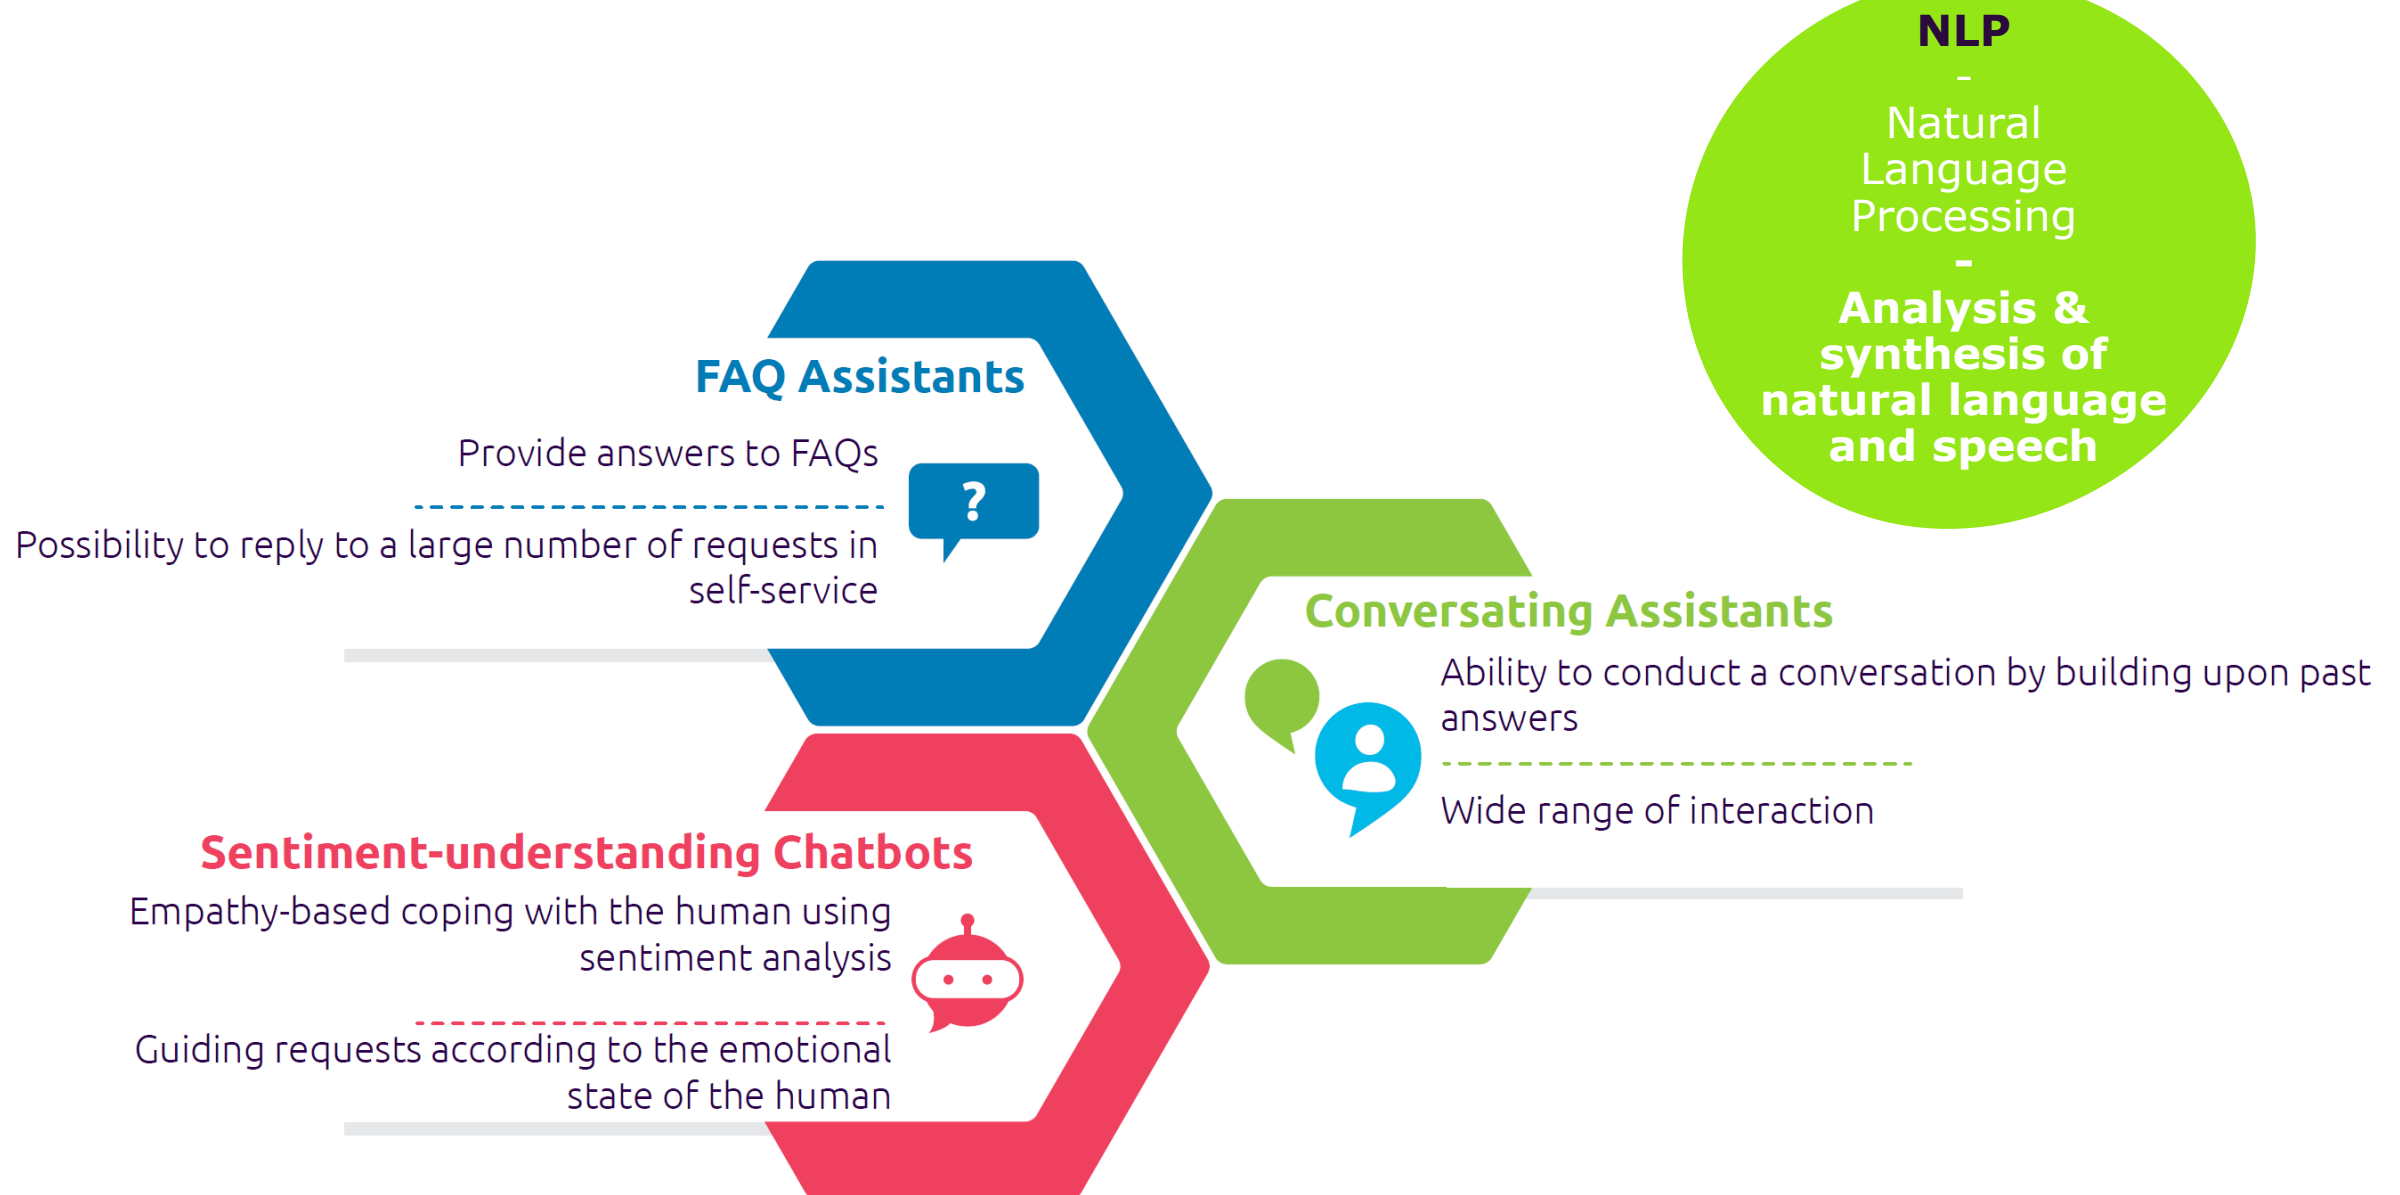 NLP
–
Natural
Language
Processing
-
Analysis &
synthesis of
natural language
and speech
FAQ Assistants
Provide answers to FAQs
?
Possibility to reply to a large number of requests in
self-service
Conversating Assistants
Ability to conduct a conversation by building upon past
answers
Wide range of interaction
Sentiment-understanding Chatbots
Empathy-based coping with the human using
sentiment analysis
Guiding requests according to the emotional
state of the human